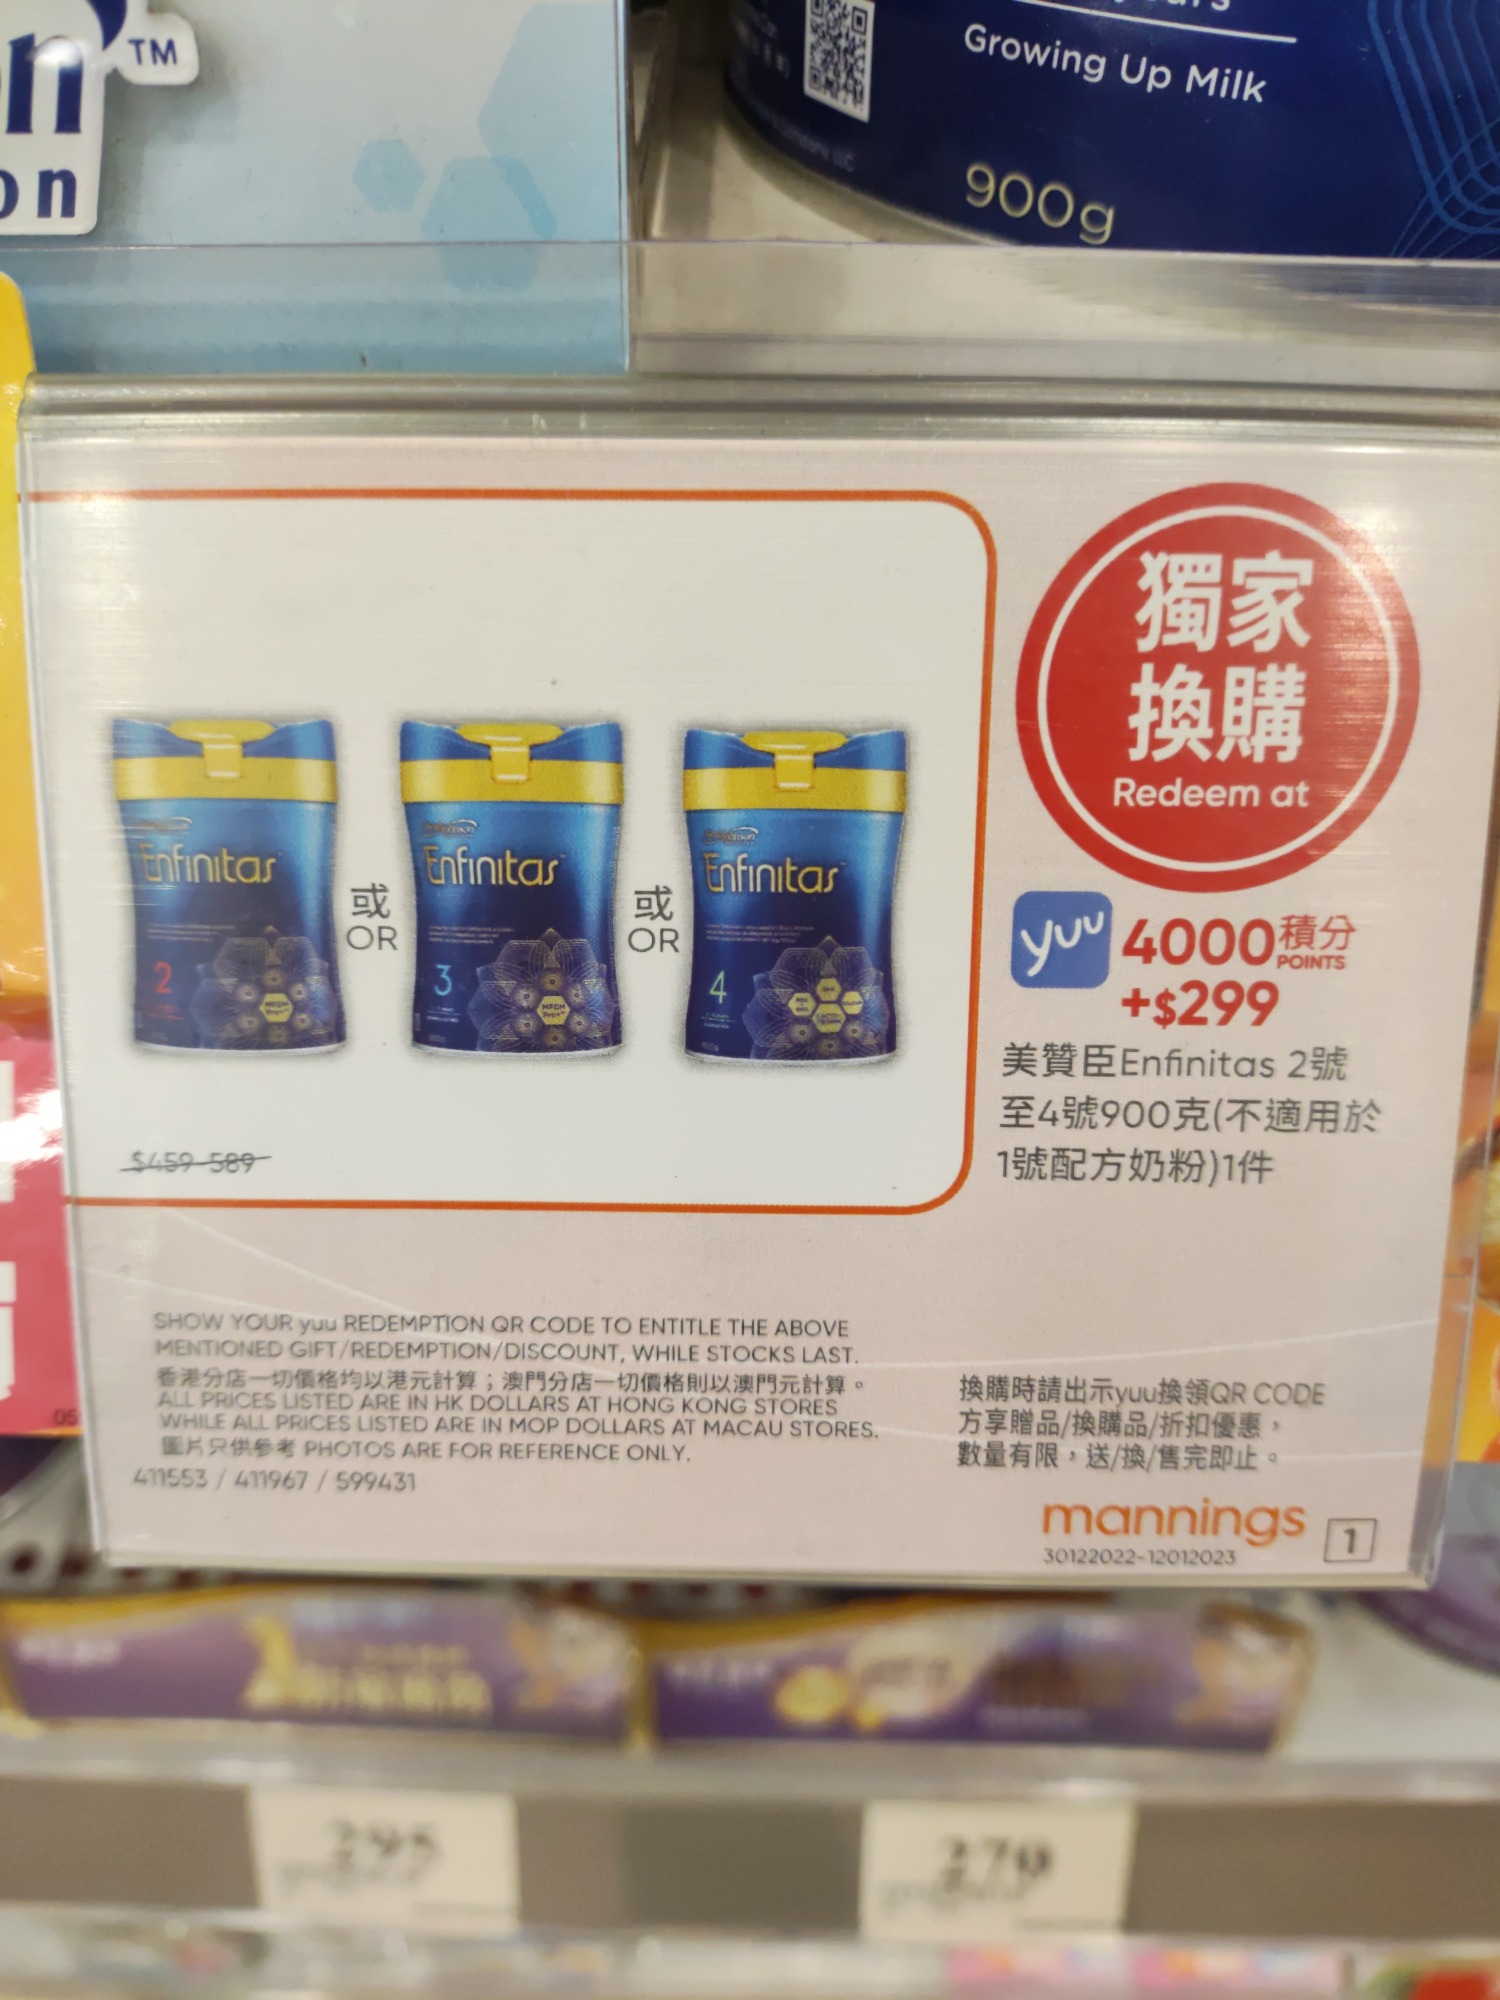 TM
Growing Up Milk
900g
獨家
換購
Redeem at
Enfinitas
2
或
OR
Enfinitas
3
或
OR
Enfinitas
4
yuu 4000積分
POINTS
+$299
美贊臣Enfinitas 2號
至4號900克(不適用於
1號配方奶粉)1件
$459-589
SHOW YOUR yuu REDEMPTION QR CODE TO ENTITLE THE ABOVE
MENTIONED GIFT/REDEMPTION/DISCOUNT, WHILE STOCKS LAST.
香港分店一切價格均以港元計算；澳門分店一切價格則以澳門元計算。
ALL PRICES LISTED ARE IN HK DOLLARS AT HONG KONG STORES
WHILE ALL PRICES LISTED ARE IN MOP DOLLARS AT MACAU STORES.
圖片只供參考 PHOTOS ARE FOR REFERENCE ONLY.
411553 / 411967 / 599431
換購時請出示yuu換領QR CODE
方享贈品/換購品/折扣優惠，
數量有限，送/換/售完即止。
mannings
30122022-12012023
1
295
270